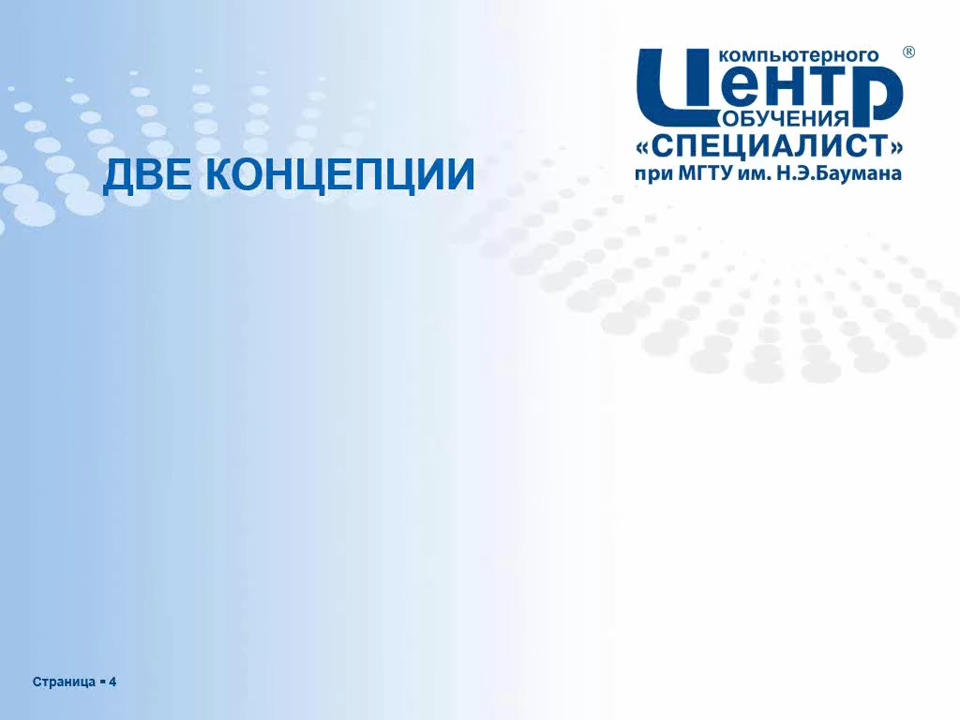 компьютерного ®
Центр
ОБУЧЕНИЯ
«СПЕЦИАЛИСТ»
при МГТУ им. Н.Э.Баумана
ДВЕ КОНЦЕПЦИИ
Страница ▪ 4